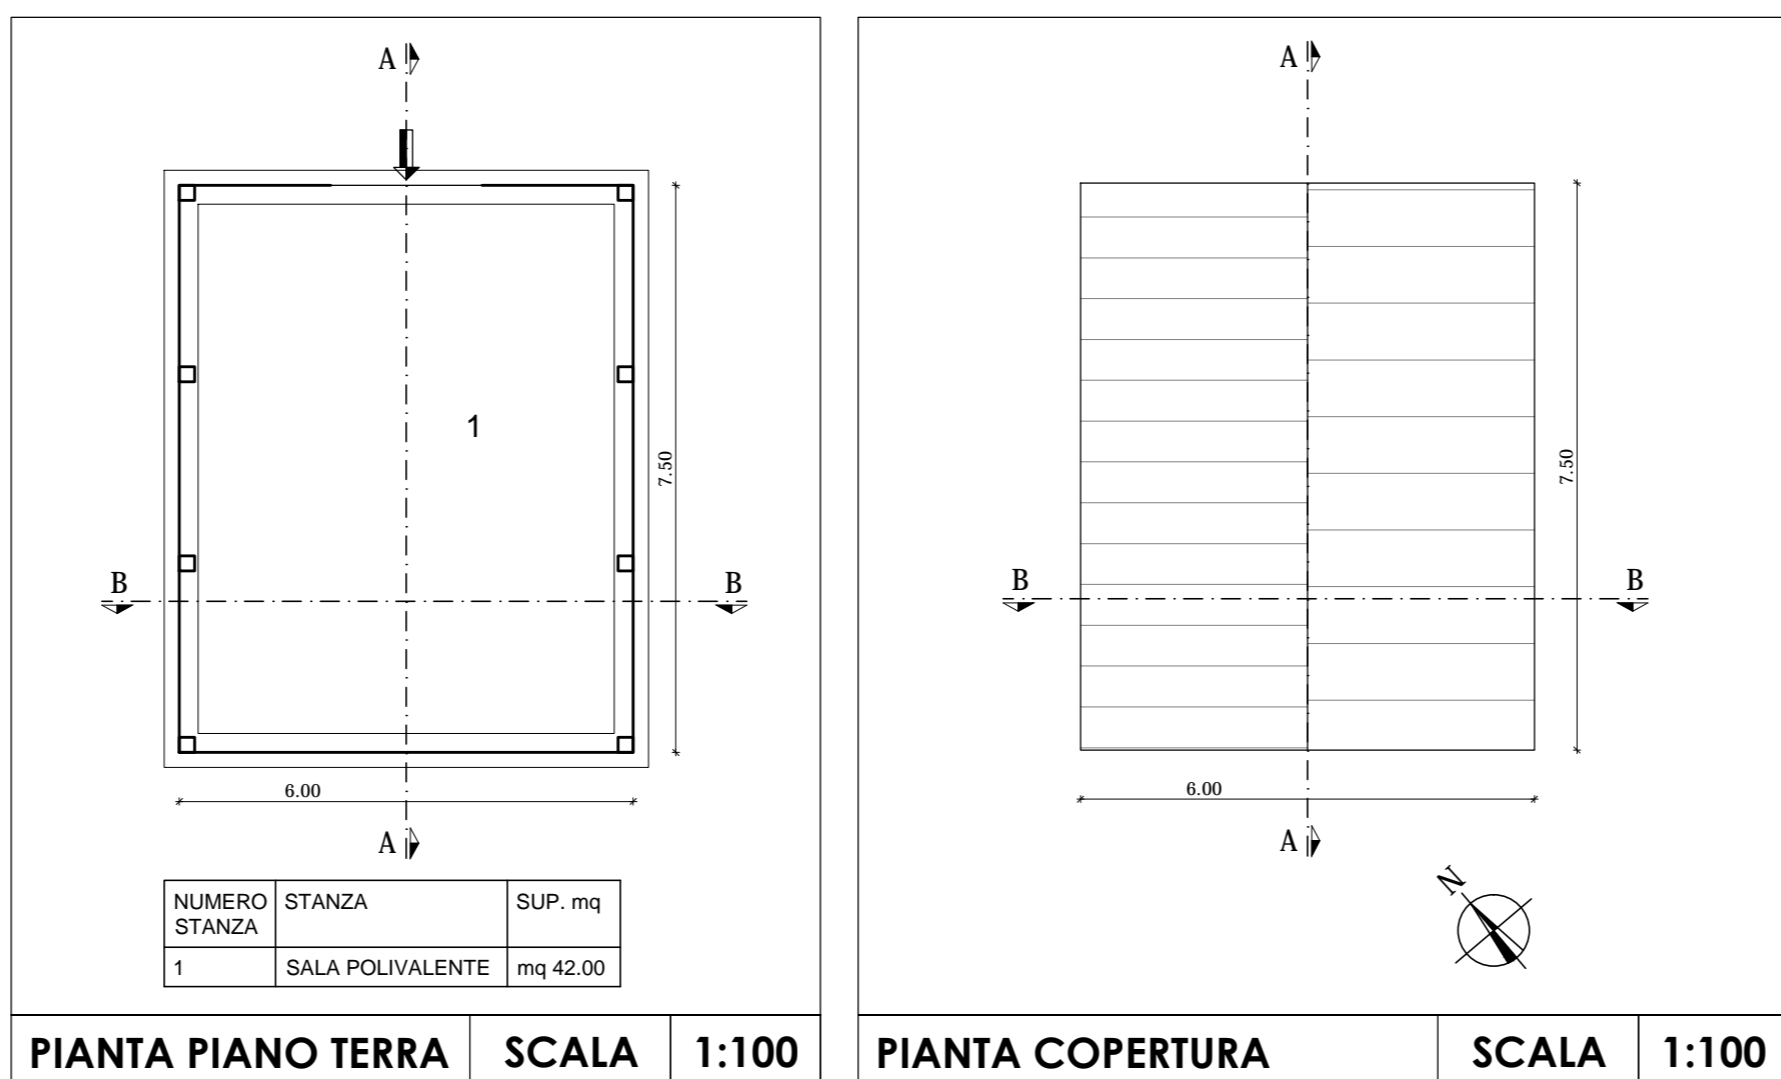 A
1
7.50
B
B
6.00
A
NUMERO STANZA
STANZA
SUP. mq
1
SALA POLIVALENTE
mq 42.00
PIANTA PIANO TERRA
SCALA
1:100
A
7.50
B
B
6.00
A
N
PIANTA COPERTURA
SCALA
1:100